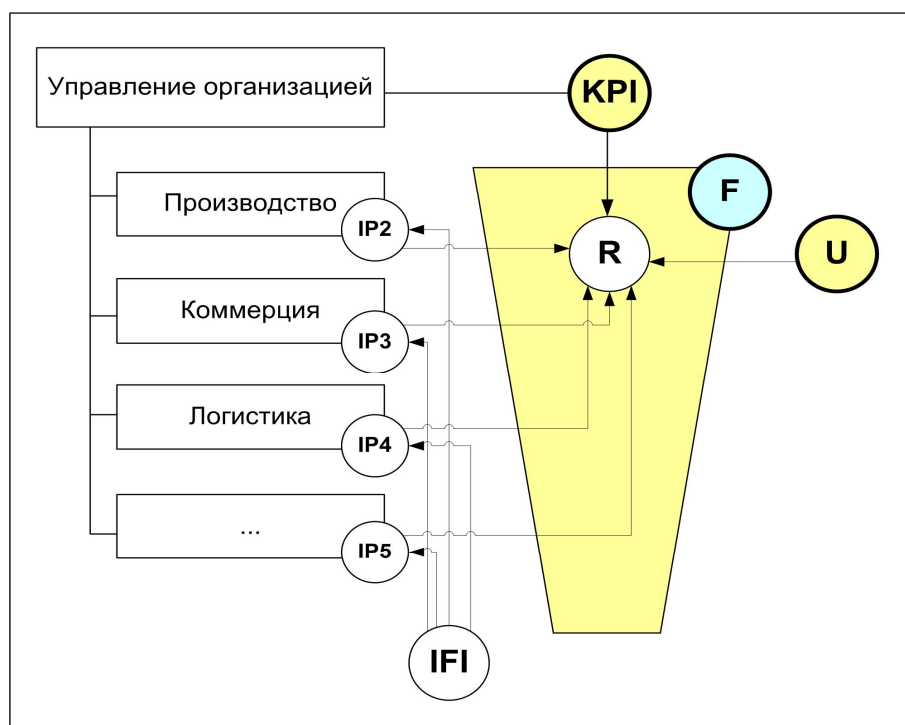 Управление организацией
KPI
Производство
IP2
F
R
U
Коммерция
IP3
Логистика
IP4
...
IP5
IFI